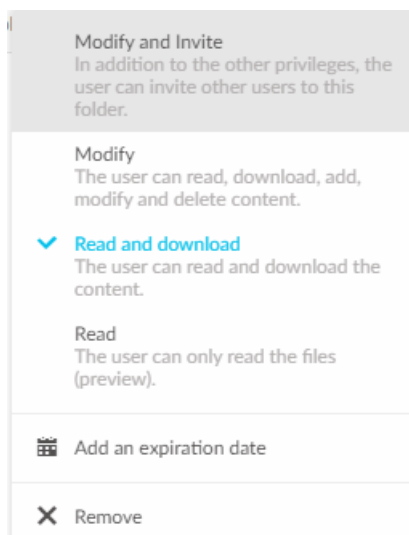 Modify and Invite
In addition to the other privileges, the
user can invite other users to this
folder.
Modify
The user can read, download, add,
modify and delete content.
Read and download
The user can read and download the
content.
Read
The user can only read the files
(preview).
Add an expiration date
Remove